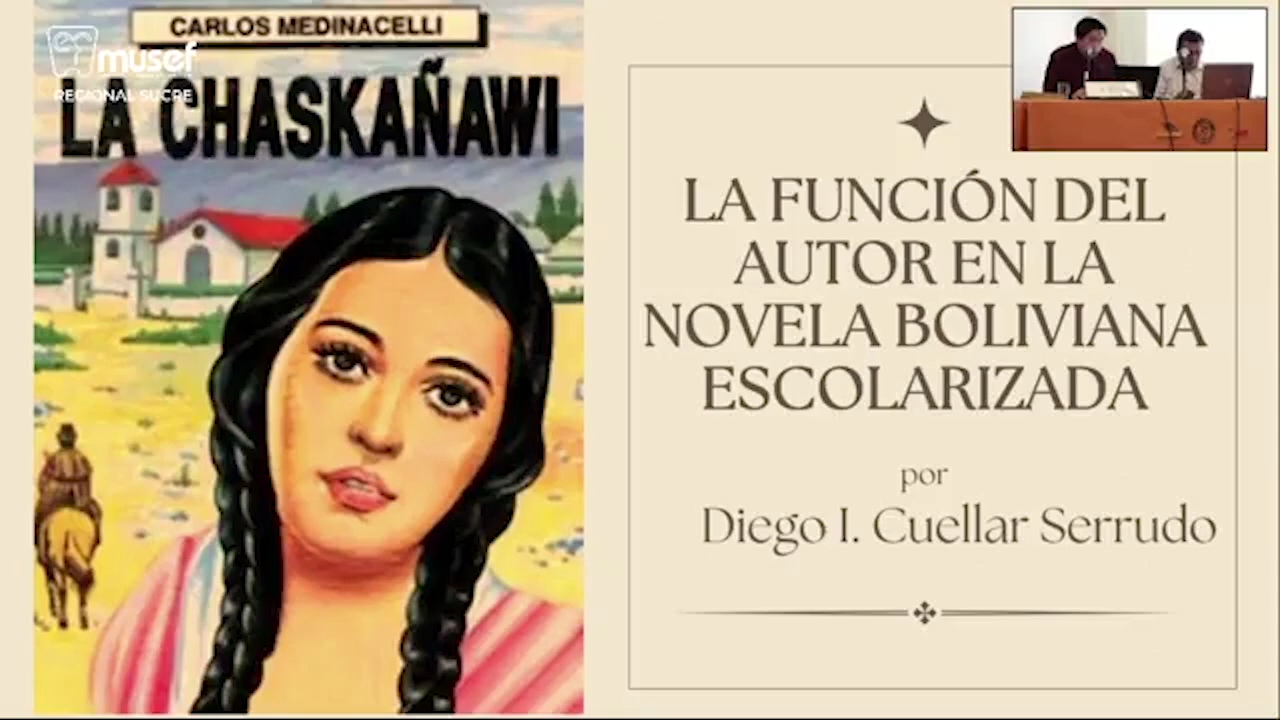 CARLOS MEDINACELLI
musef
REGIONAL SUCRE
LA CHASKAÑAWI
LA FUNCIÓN DEL
AUTOR EN LA
NOVELA BOLIVIANA
ESCOLARIZADA
por
Diego I. Cuellar Serrudo